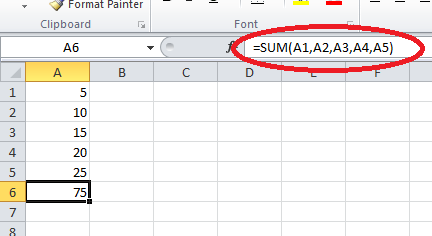 Format Painter
Clipboard
Font
A6
=SUM(A1,A2,A3,A4,A5)
A B C D E F
1 5
2 10
3 15
4 20
5 25
6 75
7
8